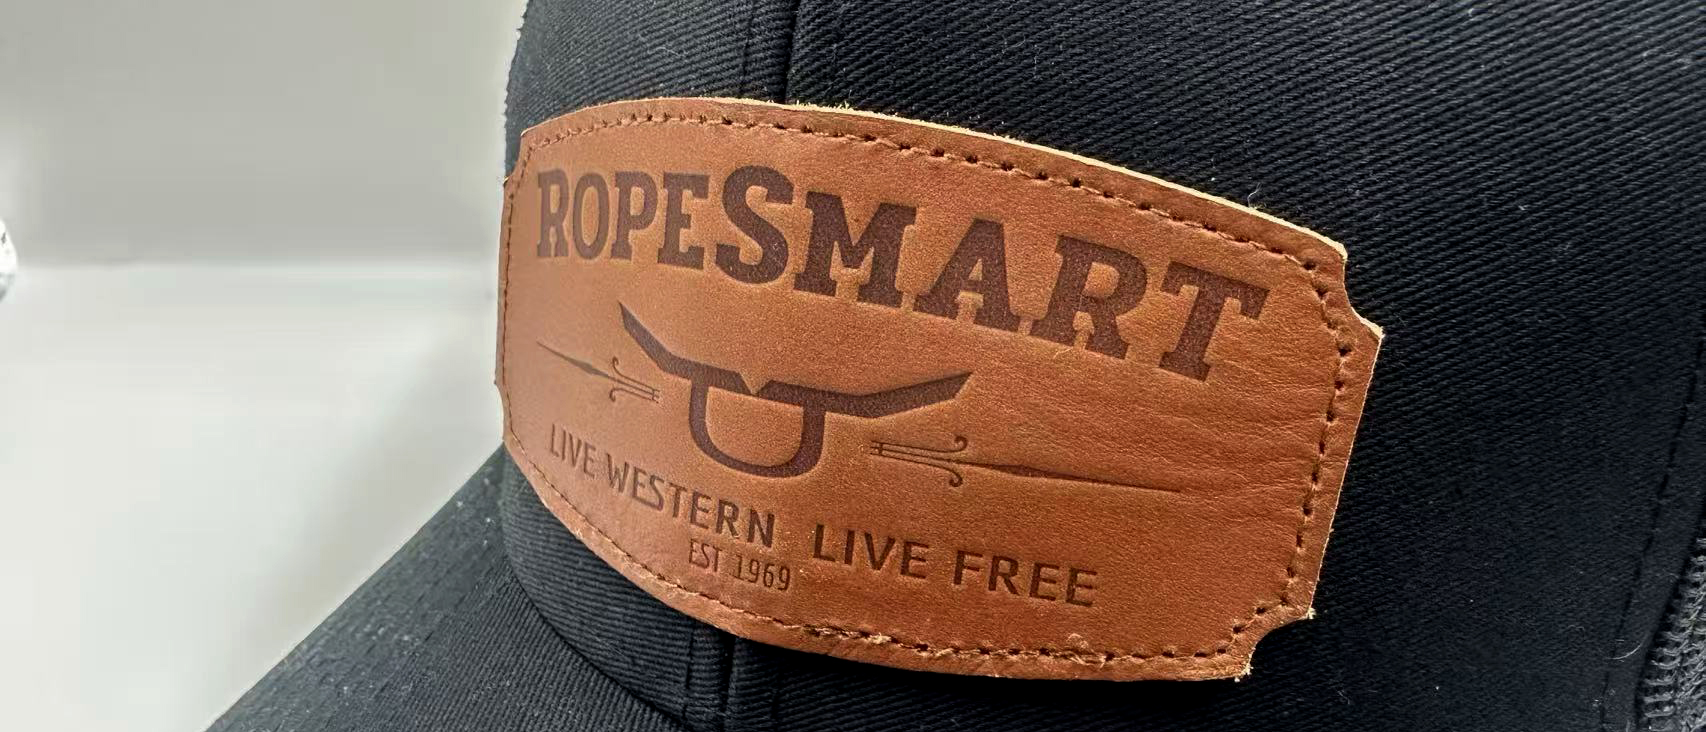 ROPESMART
LIVE WESTERN LIVE FREE
EST 1969